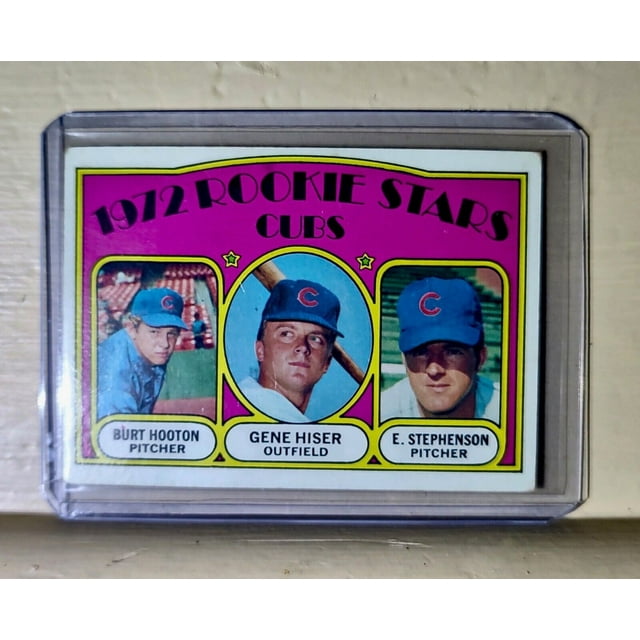 1972 ROOKIE STARS
CUBS
C
C
C
BURT HOOTON
PITCHER
GENE HISER
OUTFIELD
E. STEPHENSON
PITCHER